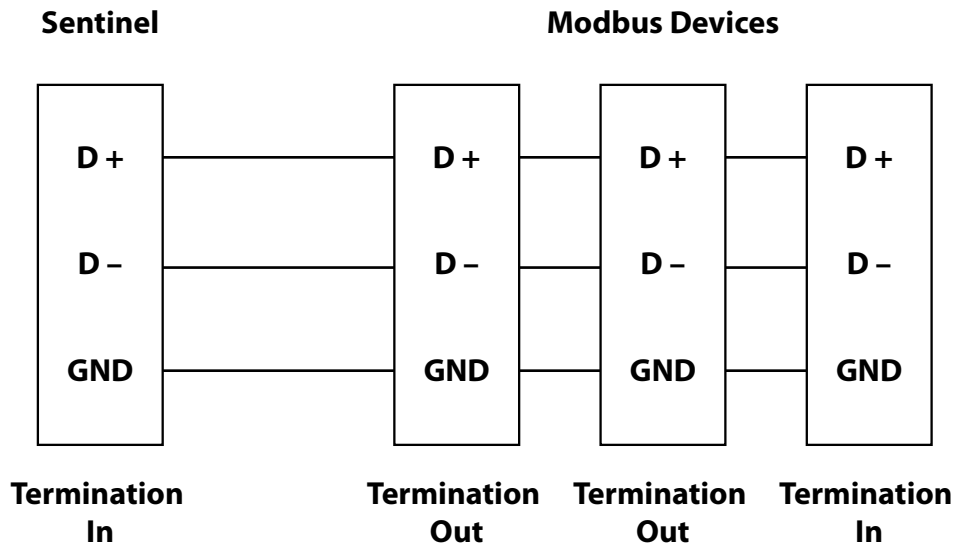 Sentinel
Modbus Devices
D + D + D + D +
D – D – D – D –
GND GND GND GND
Termination Termination Termination Termination
In Out Out In